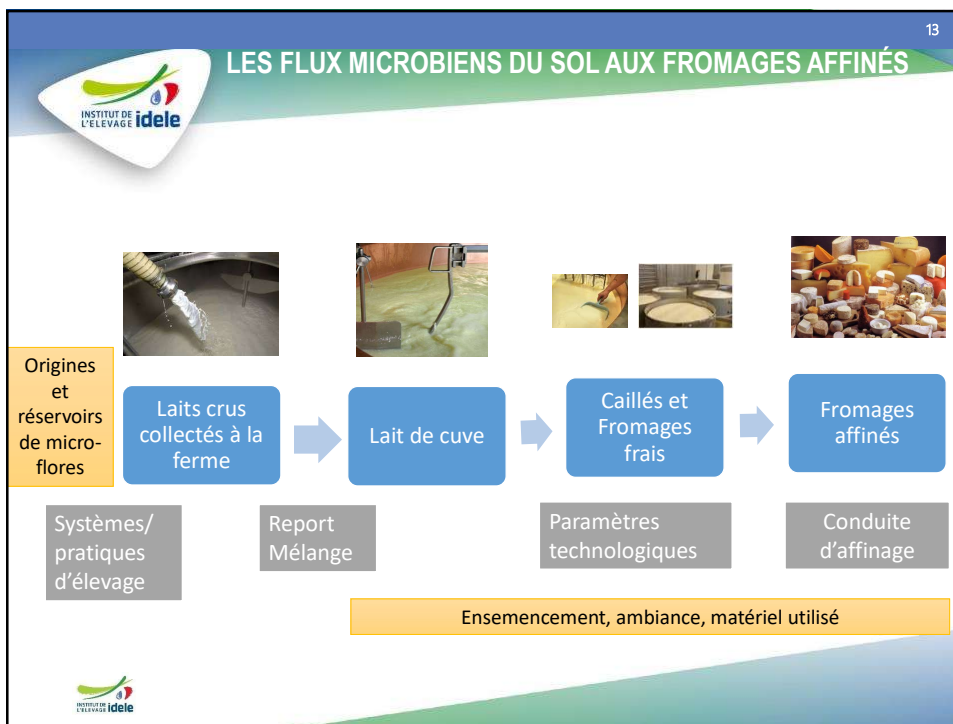 13
LES FLUX MICROBIENS DU SOL AUX FROMAGES AFFINÉS
INSTITUT DE
L'ELEVAGE idele
Origines
et
réservoirs
de micro-
flores
Laits crus
collectés à la
ferme
Lait de cuve
Caillés et
Fromages
frais
Fromages
affinés
Systèmes/
pratiques
d'élevage
Report
Mélange
Paramètres
technologiques
Conduite
d'affinage
Ensemencement, ambiance, matériel utilisé
INSTITUT DE
L'ELEVAGE idele